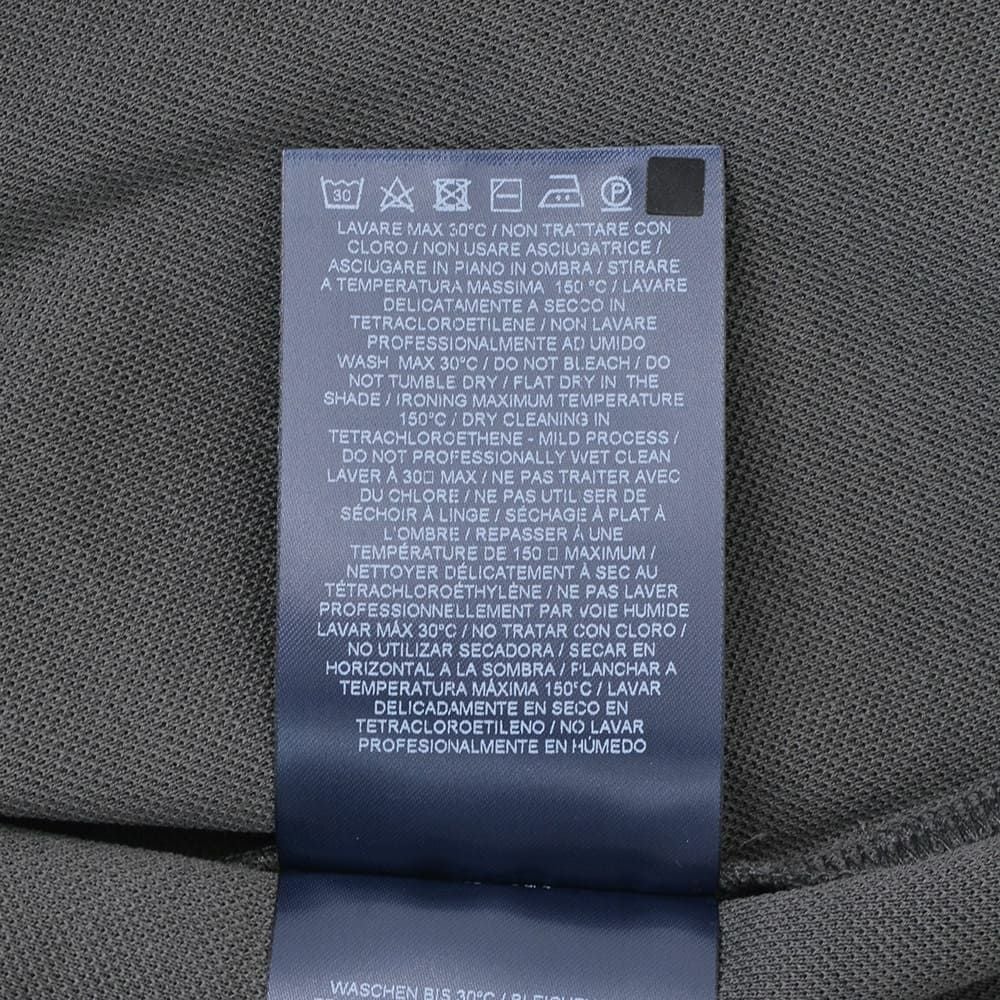 30
P
LAVARE MAX 30°C / NON TRATTARE CON
CLORO / NON USARE ASCIUGATRICE /
ASCIUGARE IN PIANO IN OMBRA / STIRARE
A TEMPERATURA MASSIMA 150 °C / LAVARE
DELICATAMENTE A SECCO IN
TETRACLOROETILENE / NON LAVARE
PROFESSIONALMENTE AD UMIDO
WASH MAX 30°C / DO NOT BLEACH / DO
NOT TUMBLE DRY / FLAT DRY IN THE
SHADE / IRONING MAXIMUM TEMPERATURE
150°C / DRY CLEANING IN
TETRACHLOROETHENE - MILD PROCESS /
DO NOT PROFESSIONALLY WET CLEAN
LAVER À 30□ MAX / NE PAS TRAITER AVEC
DU CHLORE / NE PAS UTILISER DE
SÉCHOIR À LINGE / SÉCHAGE À PLAT À
L'OMBRE / REPASSER À UNE
TEMPÉRATURE DE 150 □ MAXIMUM /
NETTOYER DÉLICATEMENT À SEC AU
TÉTRACHLOROÉTHYLÈNE / NE PAS LAVER
PROFESSIONNELLEMENT PAR VOIE HUMIDE
LAVAR MÁX 30°C / NO TRATAR CON CLORO /
NO UTILIZAR SECADORA / SECAR EN
HORIZONTAL A LA SOMBRA / PLANCHAR A
TEMPERATURA MÁXIMA 150°C / LAVAR
DELICADAMENTE EN SECO EN
TETRACLOROETILENO / NO LAVAR
PROFESIONALMENTE EN HÚMEDO
WASCHEN BIS 30°C / BLEICHEN